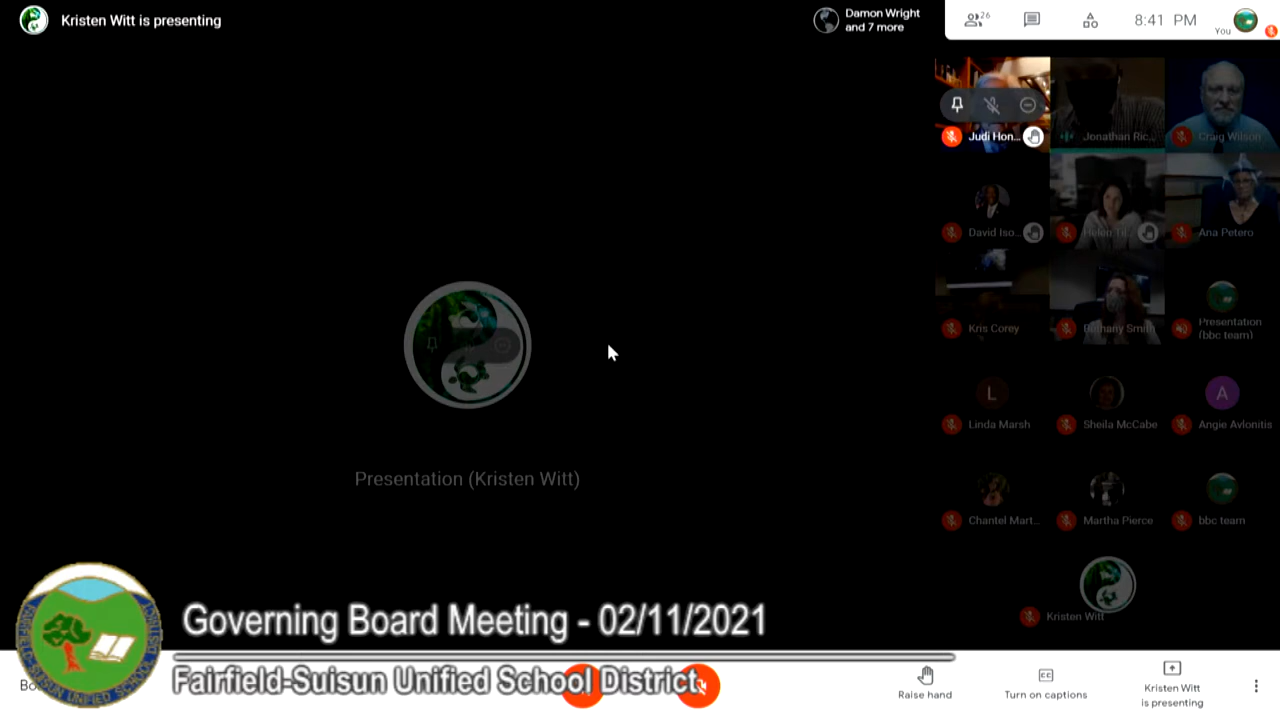 Kristen Witt is presenting
Damon Wright
and 7 more
26
8:41 PM
You
Judi Hon...
Jonathan Ric...
Craig Wilson
David Iso...
Helen Til...
Ana Petero
Kris Corey
Bethany Smith
Presentation
(bbc team)
L
A
Linda Marsh
Sheila McCabe
Angie Avlonitis
Chantel Mart...
Martha Pierce
bbc team
Kristen Witt
Presentation (Kristen Witt)
Governing Board Meeting - 02/11/2021
Fairfield-Suisun Unified School District
Raise hand
CC
Turn on captions
Kristen Witt
is presenting